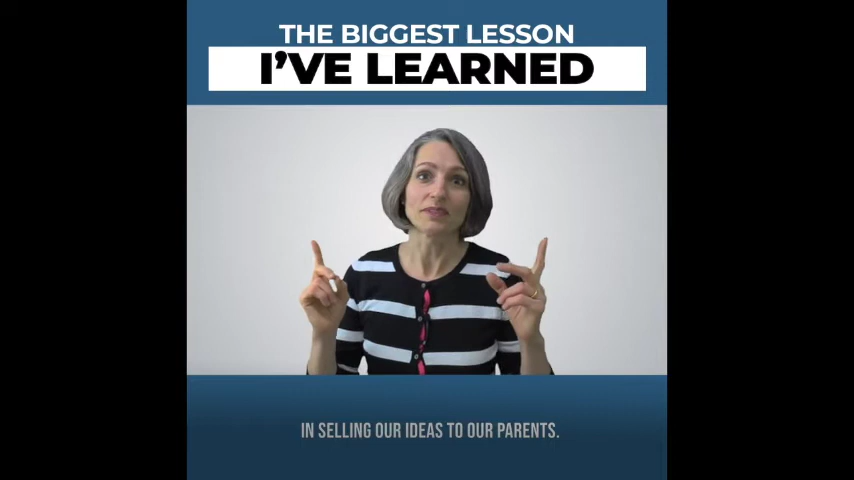 THE BIGGEST LESSON
I'VE LEARNED
IN SELLING OUR IDEAS TO OUR PARENTS.